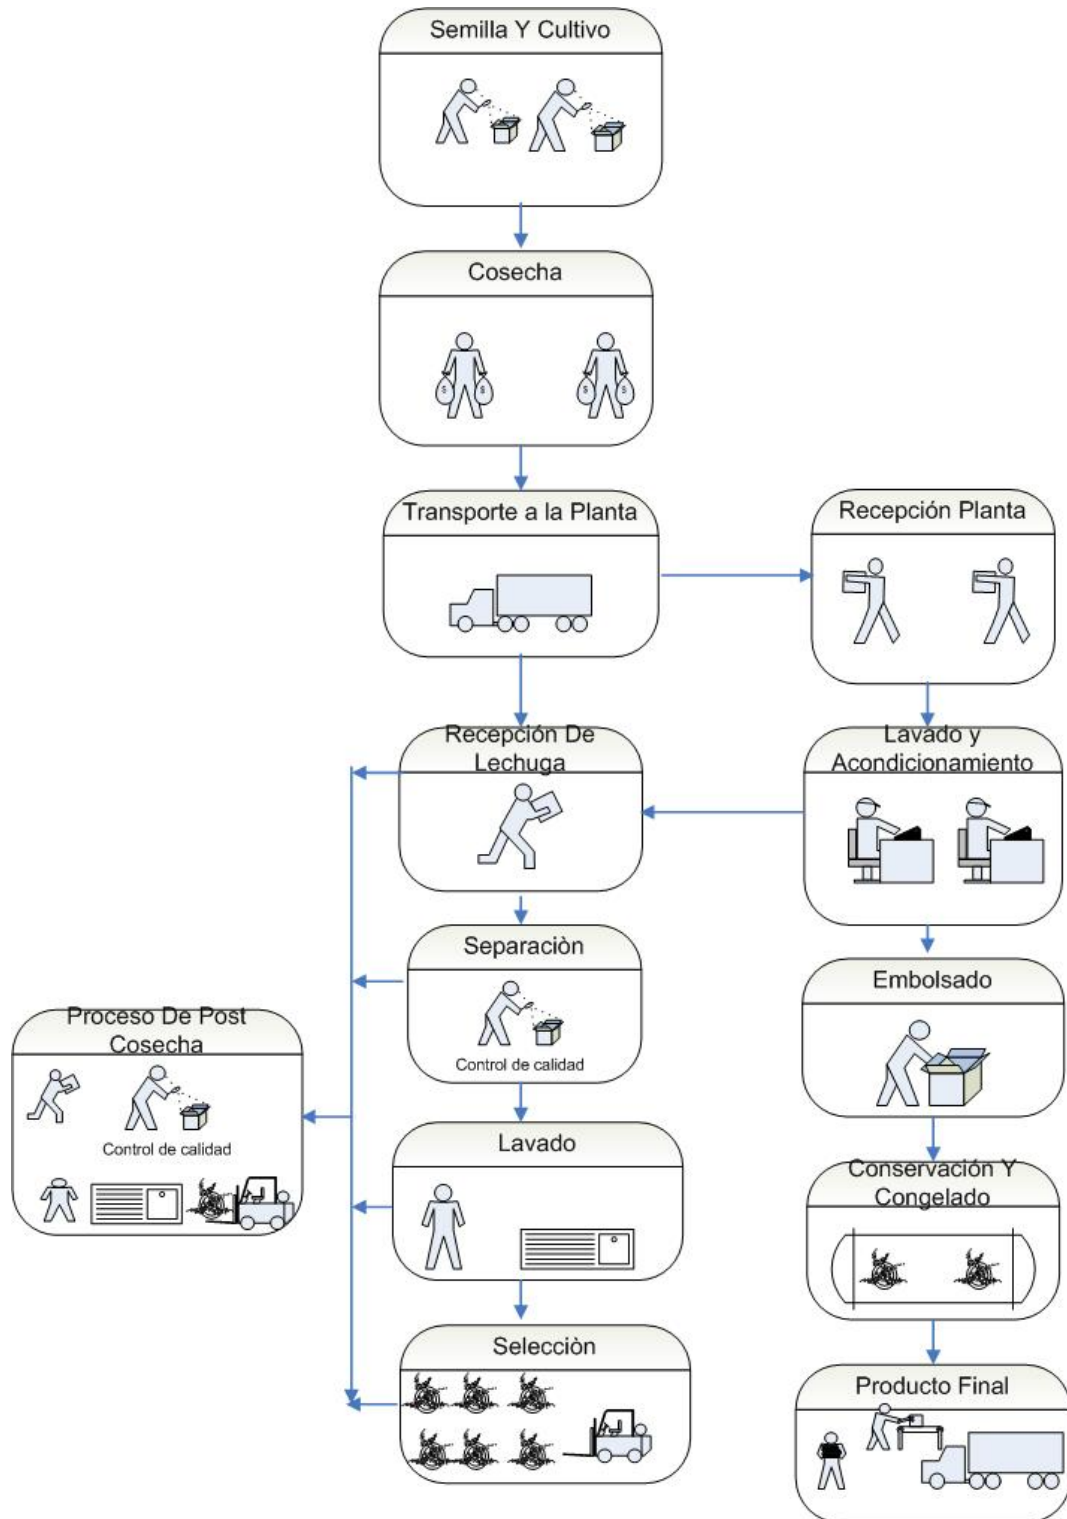 Semilla Y Cultivo
Cosecha
$ $ $ $
Transporte a la Planta
Recepción Planta
Recepción De
Lechuga
Lavado y
Acondicionamiento
Separaciòn
Control de calidad
Embolsado
Proceso De Post
Cosecha
Control de calidad
Lavado
Conservación Y
Congelado
Selecciòn
Producto Final